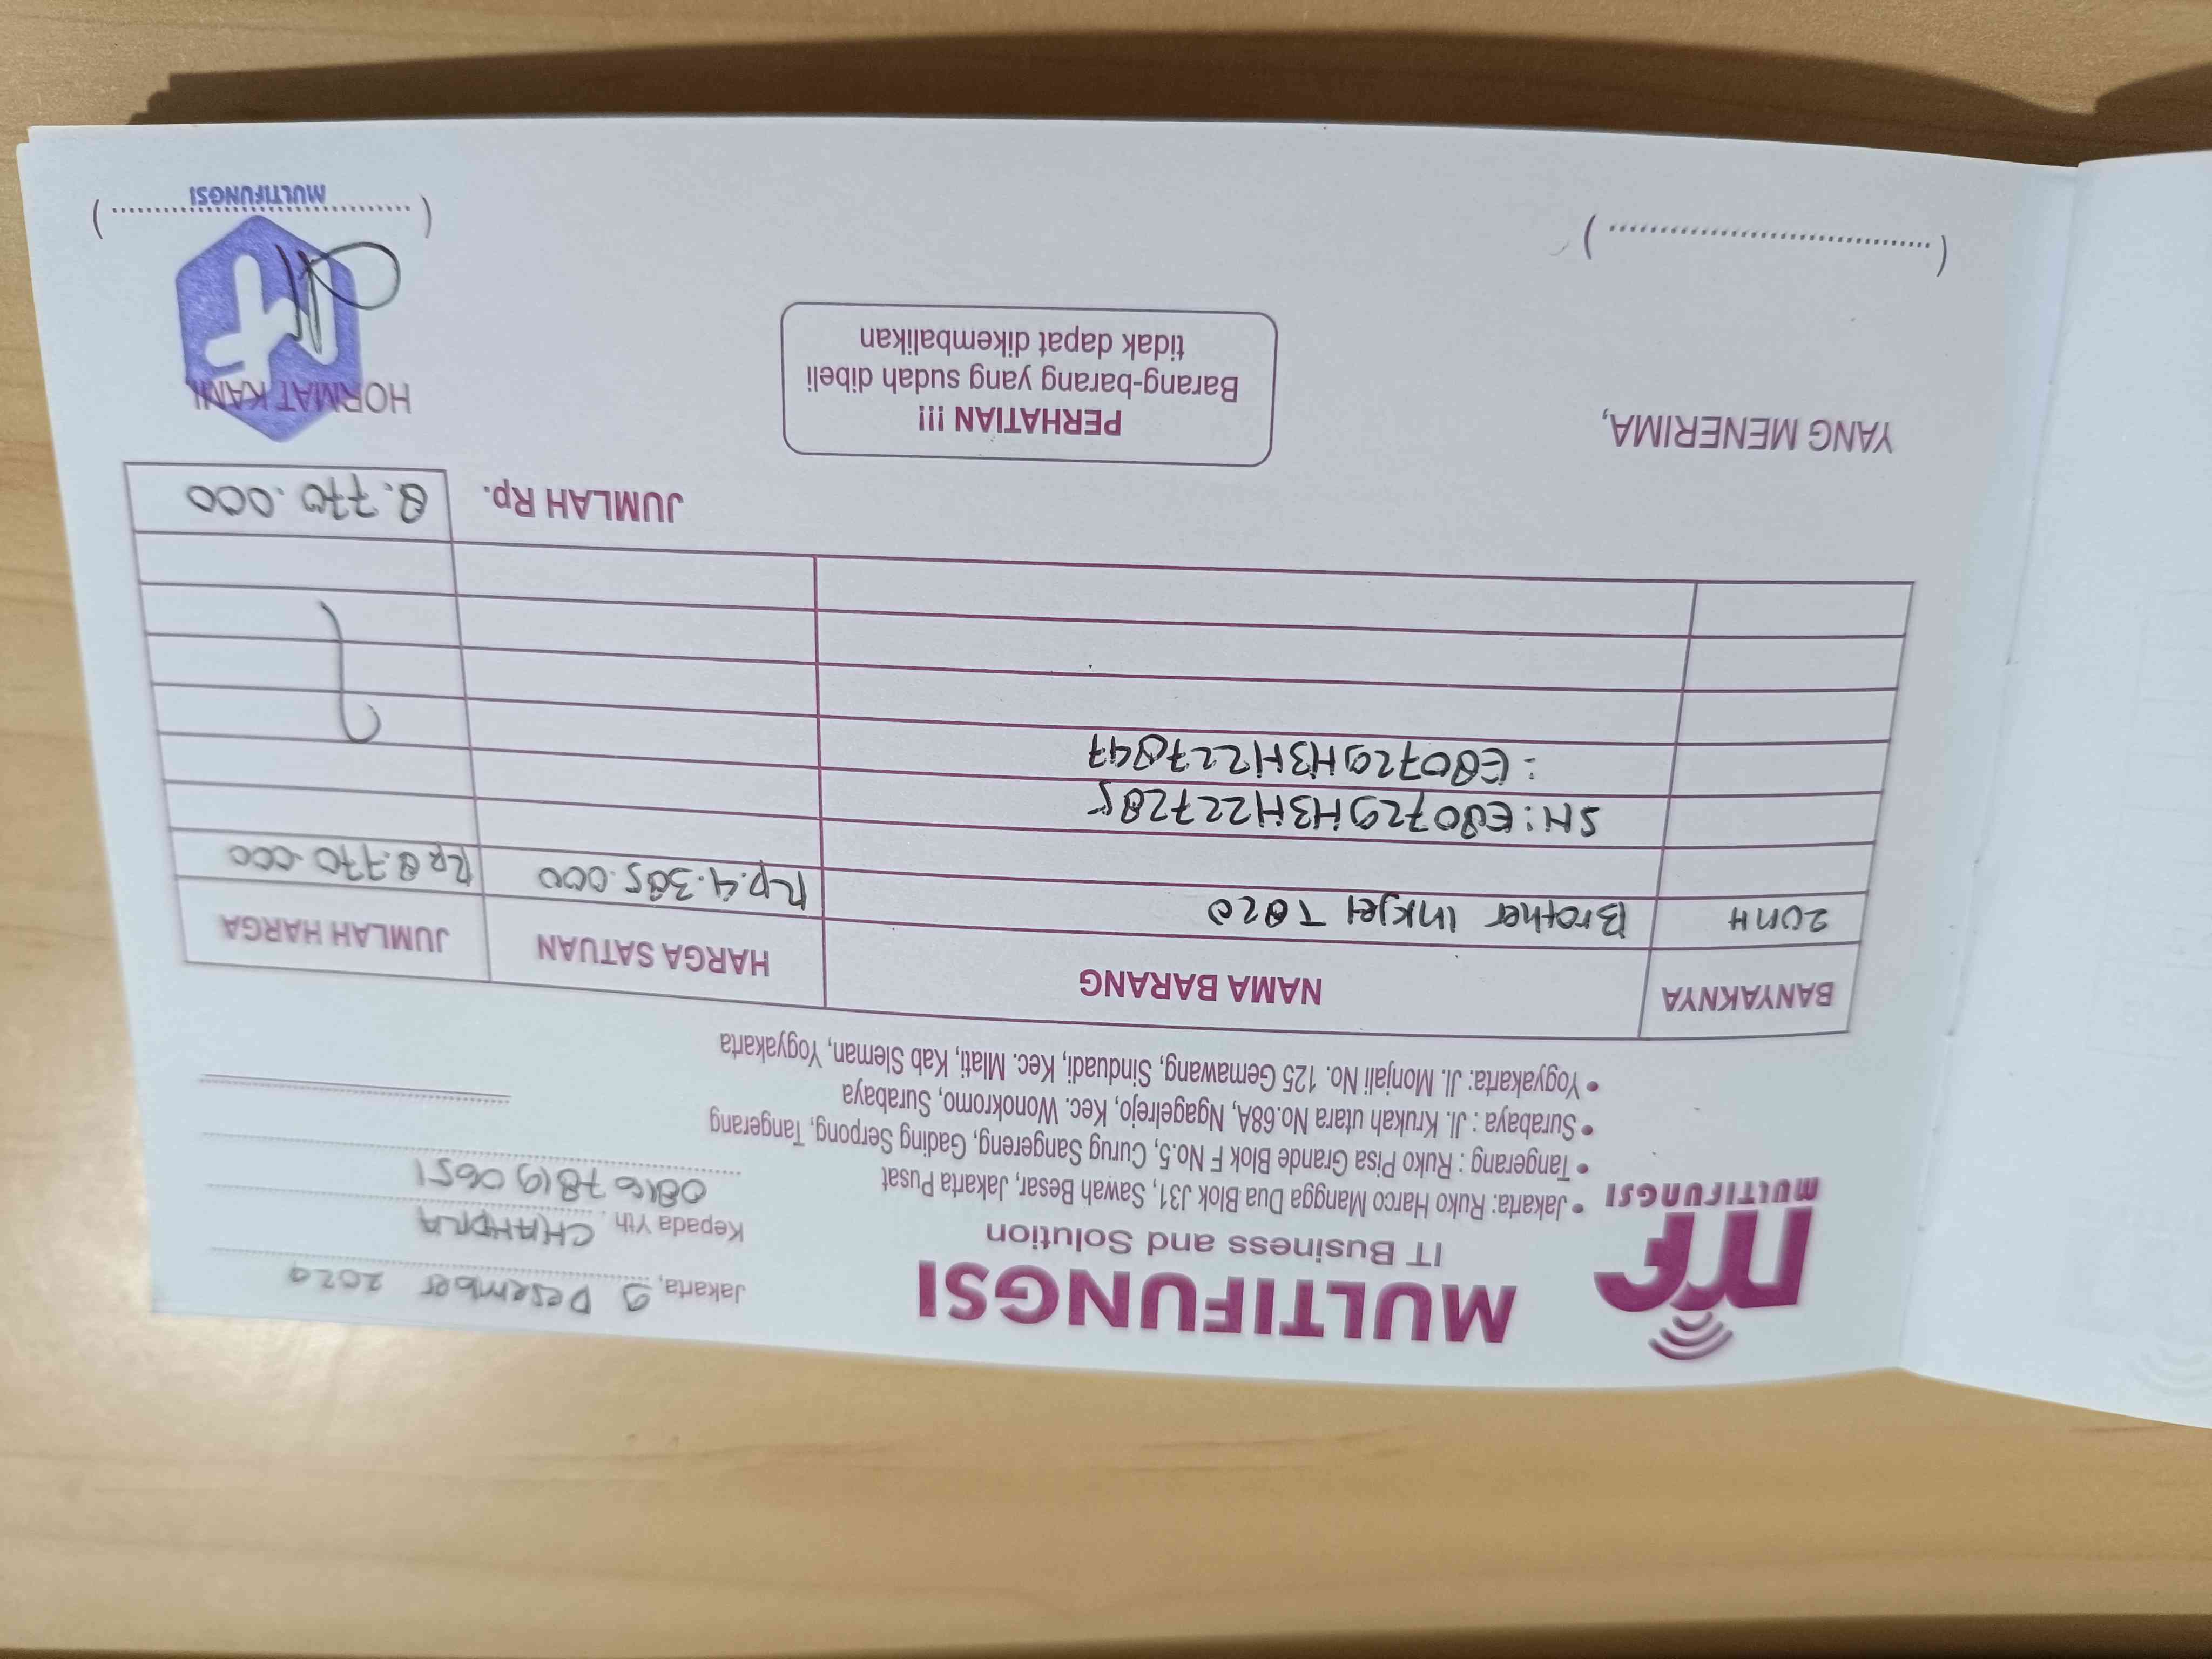 MULTIFUNGSI
IT Business and Solution
MULTIFUNGSI
• Jakarta: Ruko Harco Mangga Dua Blok J31, Sawah Besar, Jakarta Pusat
• Tangerang : Ruko Pisa Grande Blok F No.5, Curug Sangereng, Gading Serpong, Tangerang
• Surabaya : Jl. Krukah utara No.68A, Ngagelrejo, Kec. Wonokromo, Surabaya
• Yogyakarta: Jl. Monjali No. 125 Gemawang, Sinduadi, Kec. Mlati, Kab Sleman, Yogyakarta
Jakarta, 9 Desember 2024
Kepada Yth. CHANDRA
BANYAKNYA NAMA BARANG HARGA SATUAN JUMLAH HARGA
2unit Brother Inkjet T820 Rp.4.385.000 Rp 8.770.000
SN: E80729H3H227285
: E80729H3H227847
JUMLAH Rp. 8.770.000
YANG MENERIMA,
PERHATIAN !!!
Barang-barang yang sudah dibeli
tidak dapat dikembalikan
HORMAT KAMI,
MULTIFUNGSI